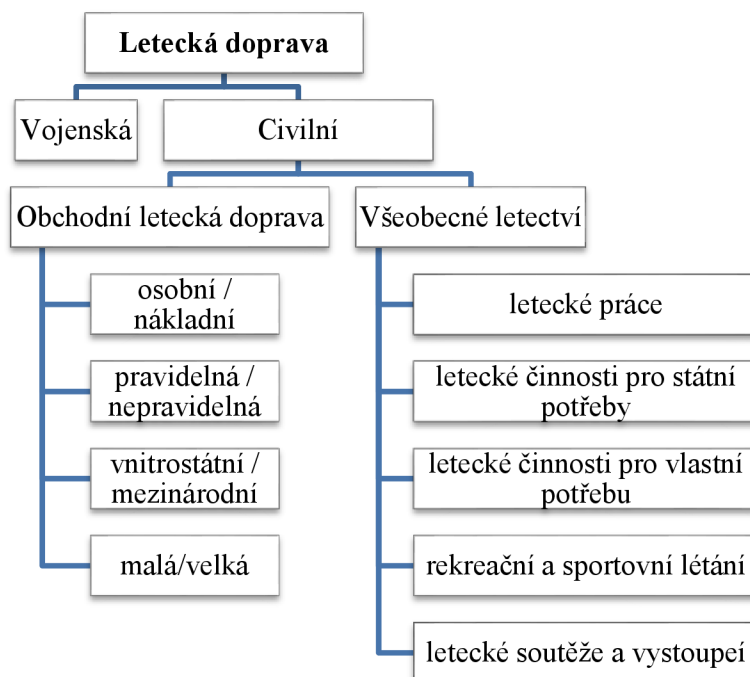 Letecká doprava
Vojenská
Civilní
Obchodní letecká doprava
osobní /
nákladní
pravidelná /
nepravidelná
vnitrostátní /
mezinárodní
malá/velká
Všeobecné letectví
letecké práce
letecké činnosti pro státní
potřeby
letecké činnosti pro vlastní
potřebu
rekreační a sportovní létání
letecké soutěže a vystoupeí